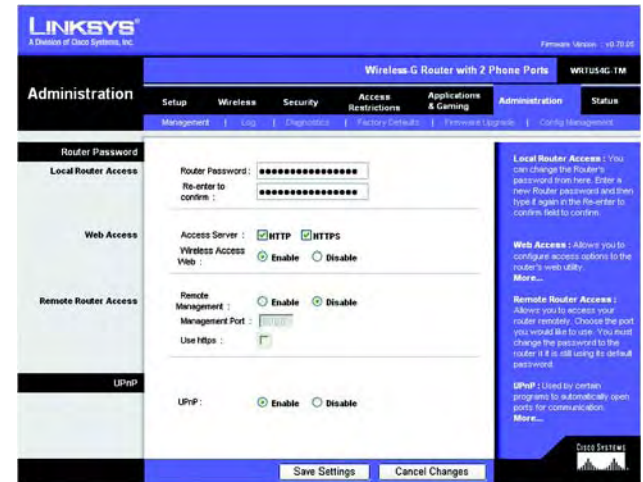 LINKSYS®
A Division of Cisco Systems, Inc.
Firmware Version : v0.70.05
Wireless-G Router with 2 Phone Ports
WRTU54G-TM
Administration
Setup
Wireless
Security
Access Restrictions
Applications & Gaming
Administration
Status
Management | Log | Diagnostics | Factory Defaults | Firmware Upgrade | Config Management
Router Password
Local Router Access
Router Password :
Re-enter to
confirm :
Web Access
Access Server : HTTP HTTPS
Wireless Access
Web : Enable Disable
Remote Router Access
Remote
Management : Enable Disable
Management Port :
Use https :
UPnP
UPnP : Enable Disable
Local Router Access : You
can change the Router's
password from here. Enter a
new Router password and then
type it again in the Re-enter to
confirm field to confirm.
Web Access : Allows you to
configure access options to the
router's web utility.
More...
Remote Router Access :
Allows you to access your
router remotely. Choose the port
you would like to use. You must
change the password to the
router if it is still using its default
password.
UPnP : Used by certain
programs to automatically open
ports for communication.
More...
Save Settings
Cancel Changes
CISCO SYSTEMS